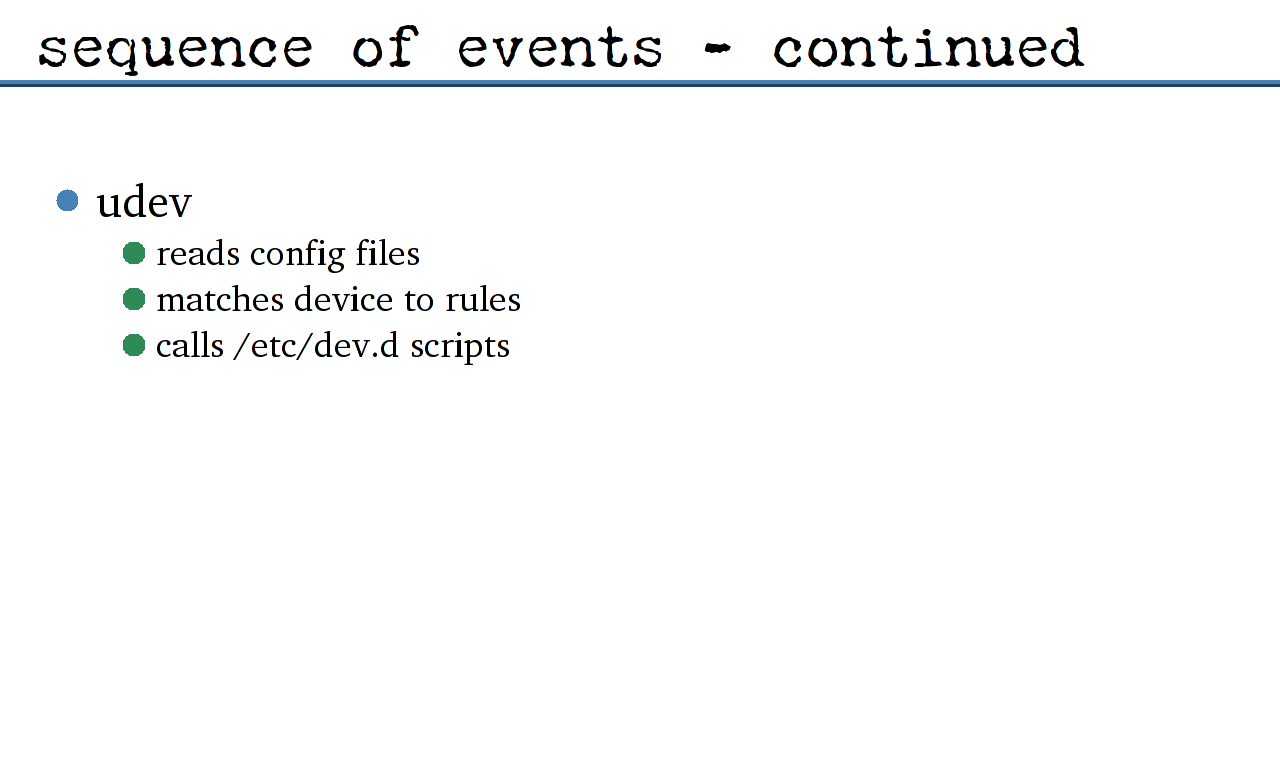 sequence of events - continued
udev
reads config files
matches device to rules
calls /etc/dev.d scripts